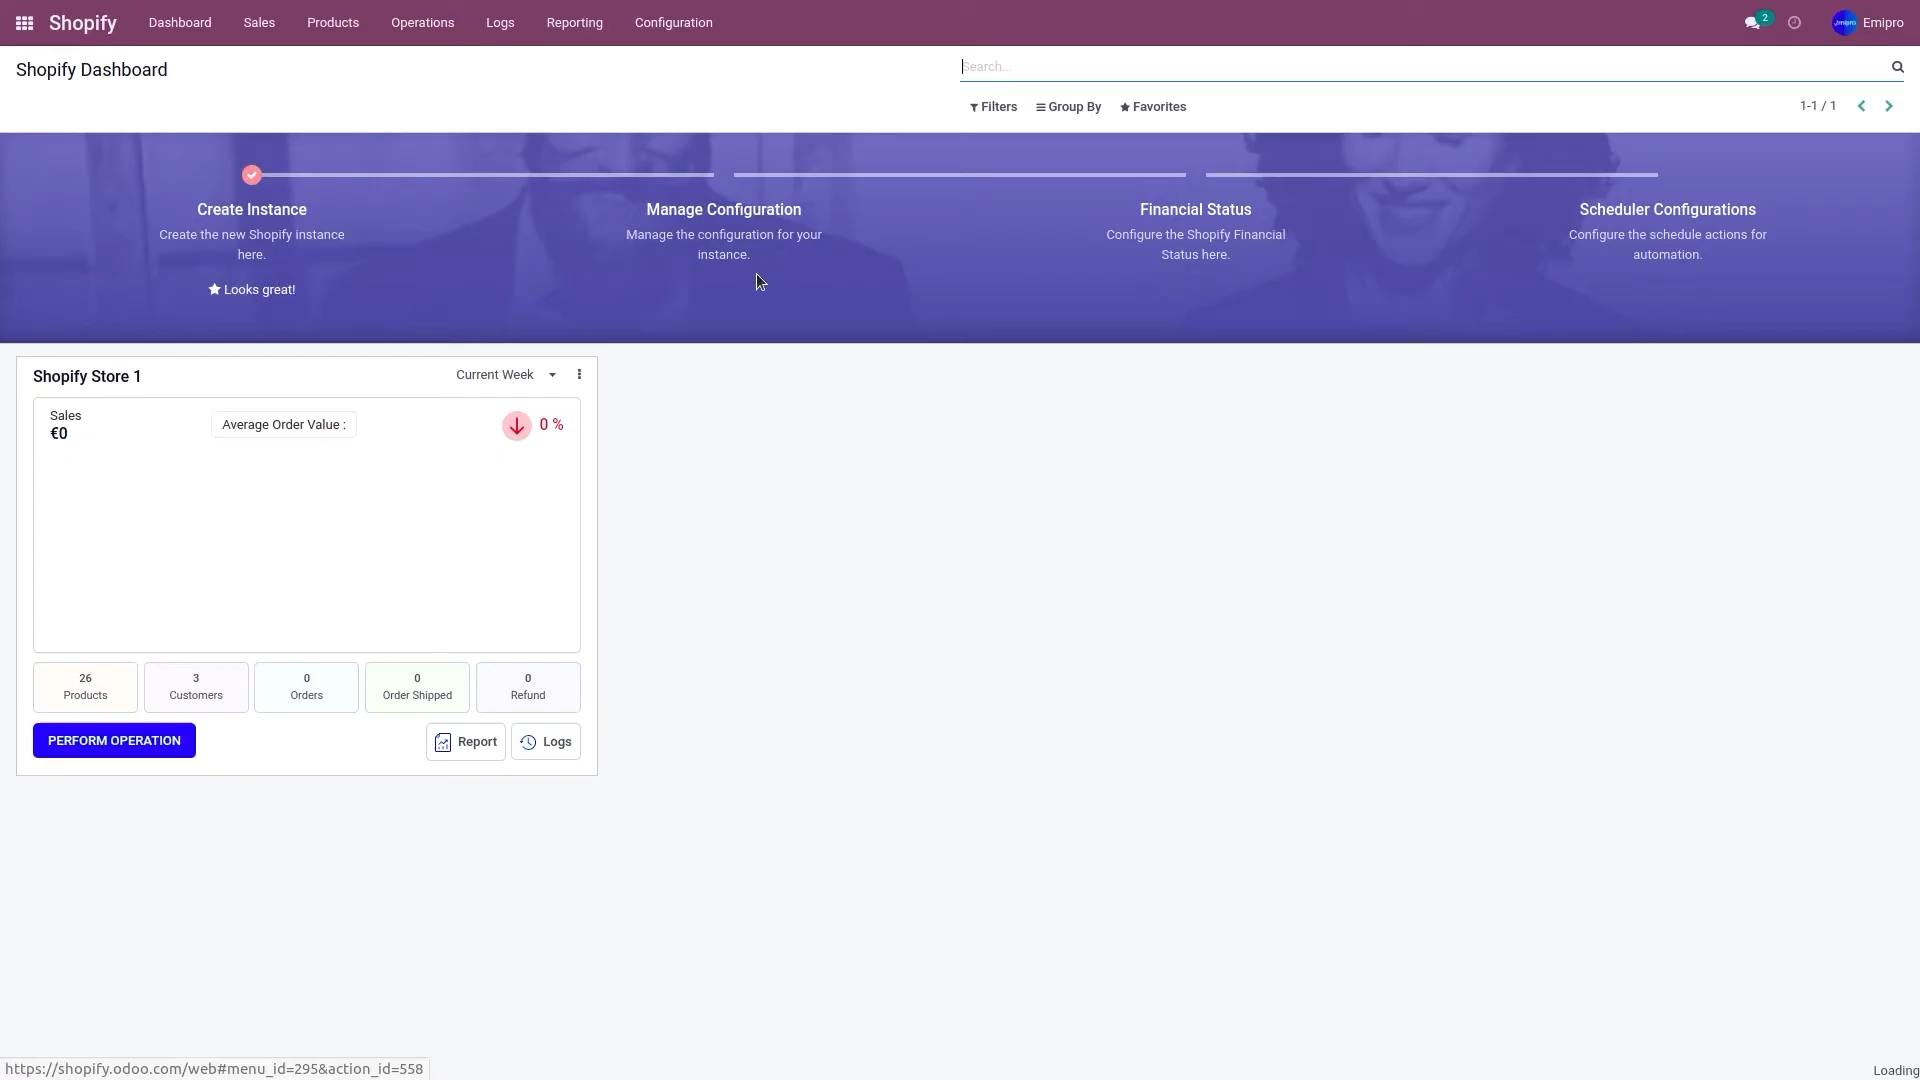 Shopify Dashboard Sales Products Operations Logs Reporting Configuration 2 Emipro
Shopify Dashboard
Search...
Filters Group By Favorites 1-1 / 1
Create Instance
Create the new Shopify instance
here.
Looks great!
Manage Configuration
Manage the configuration for your
instance.
Financial Status
Configure the Shopify Financial
Status here.
Scheduler Configurations
Configure the schedule actions for
automation.
Shopify Store 1 Current Week
Sales
€0
Average Order Value :
0 %
26
Products
3
Customers
0
Orders
0
Order Shipped
0
Refund
PERFORM OPERATION Report Logs
https://shopify.odoo.com/web#menu_id=295&action_id=558
Loading